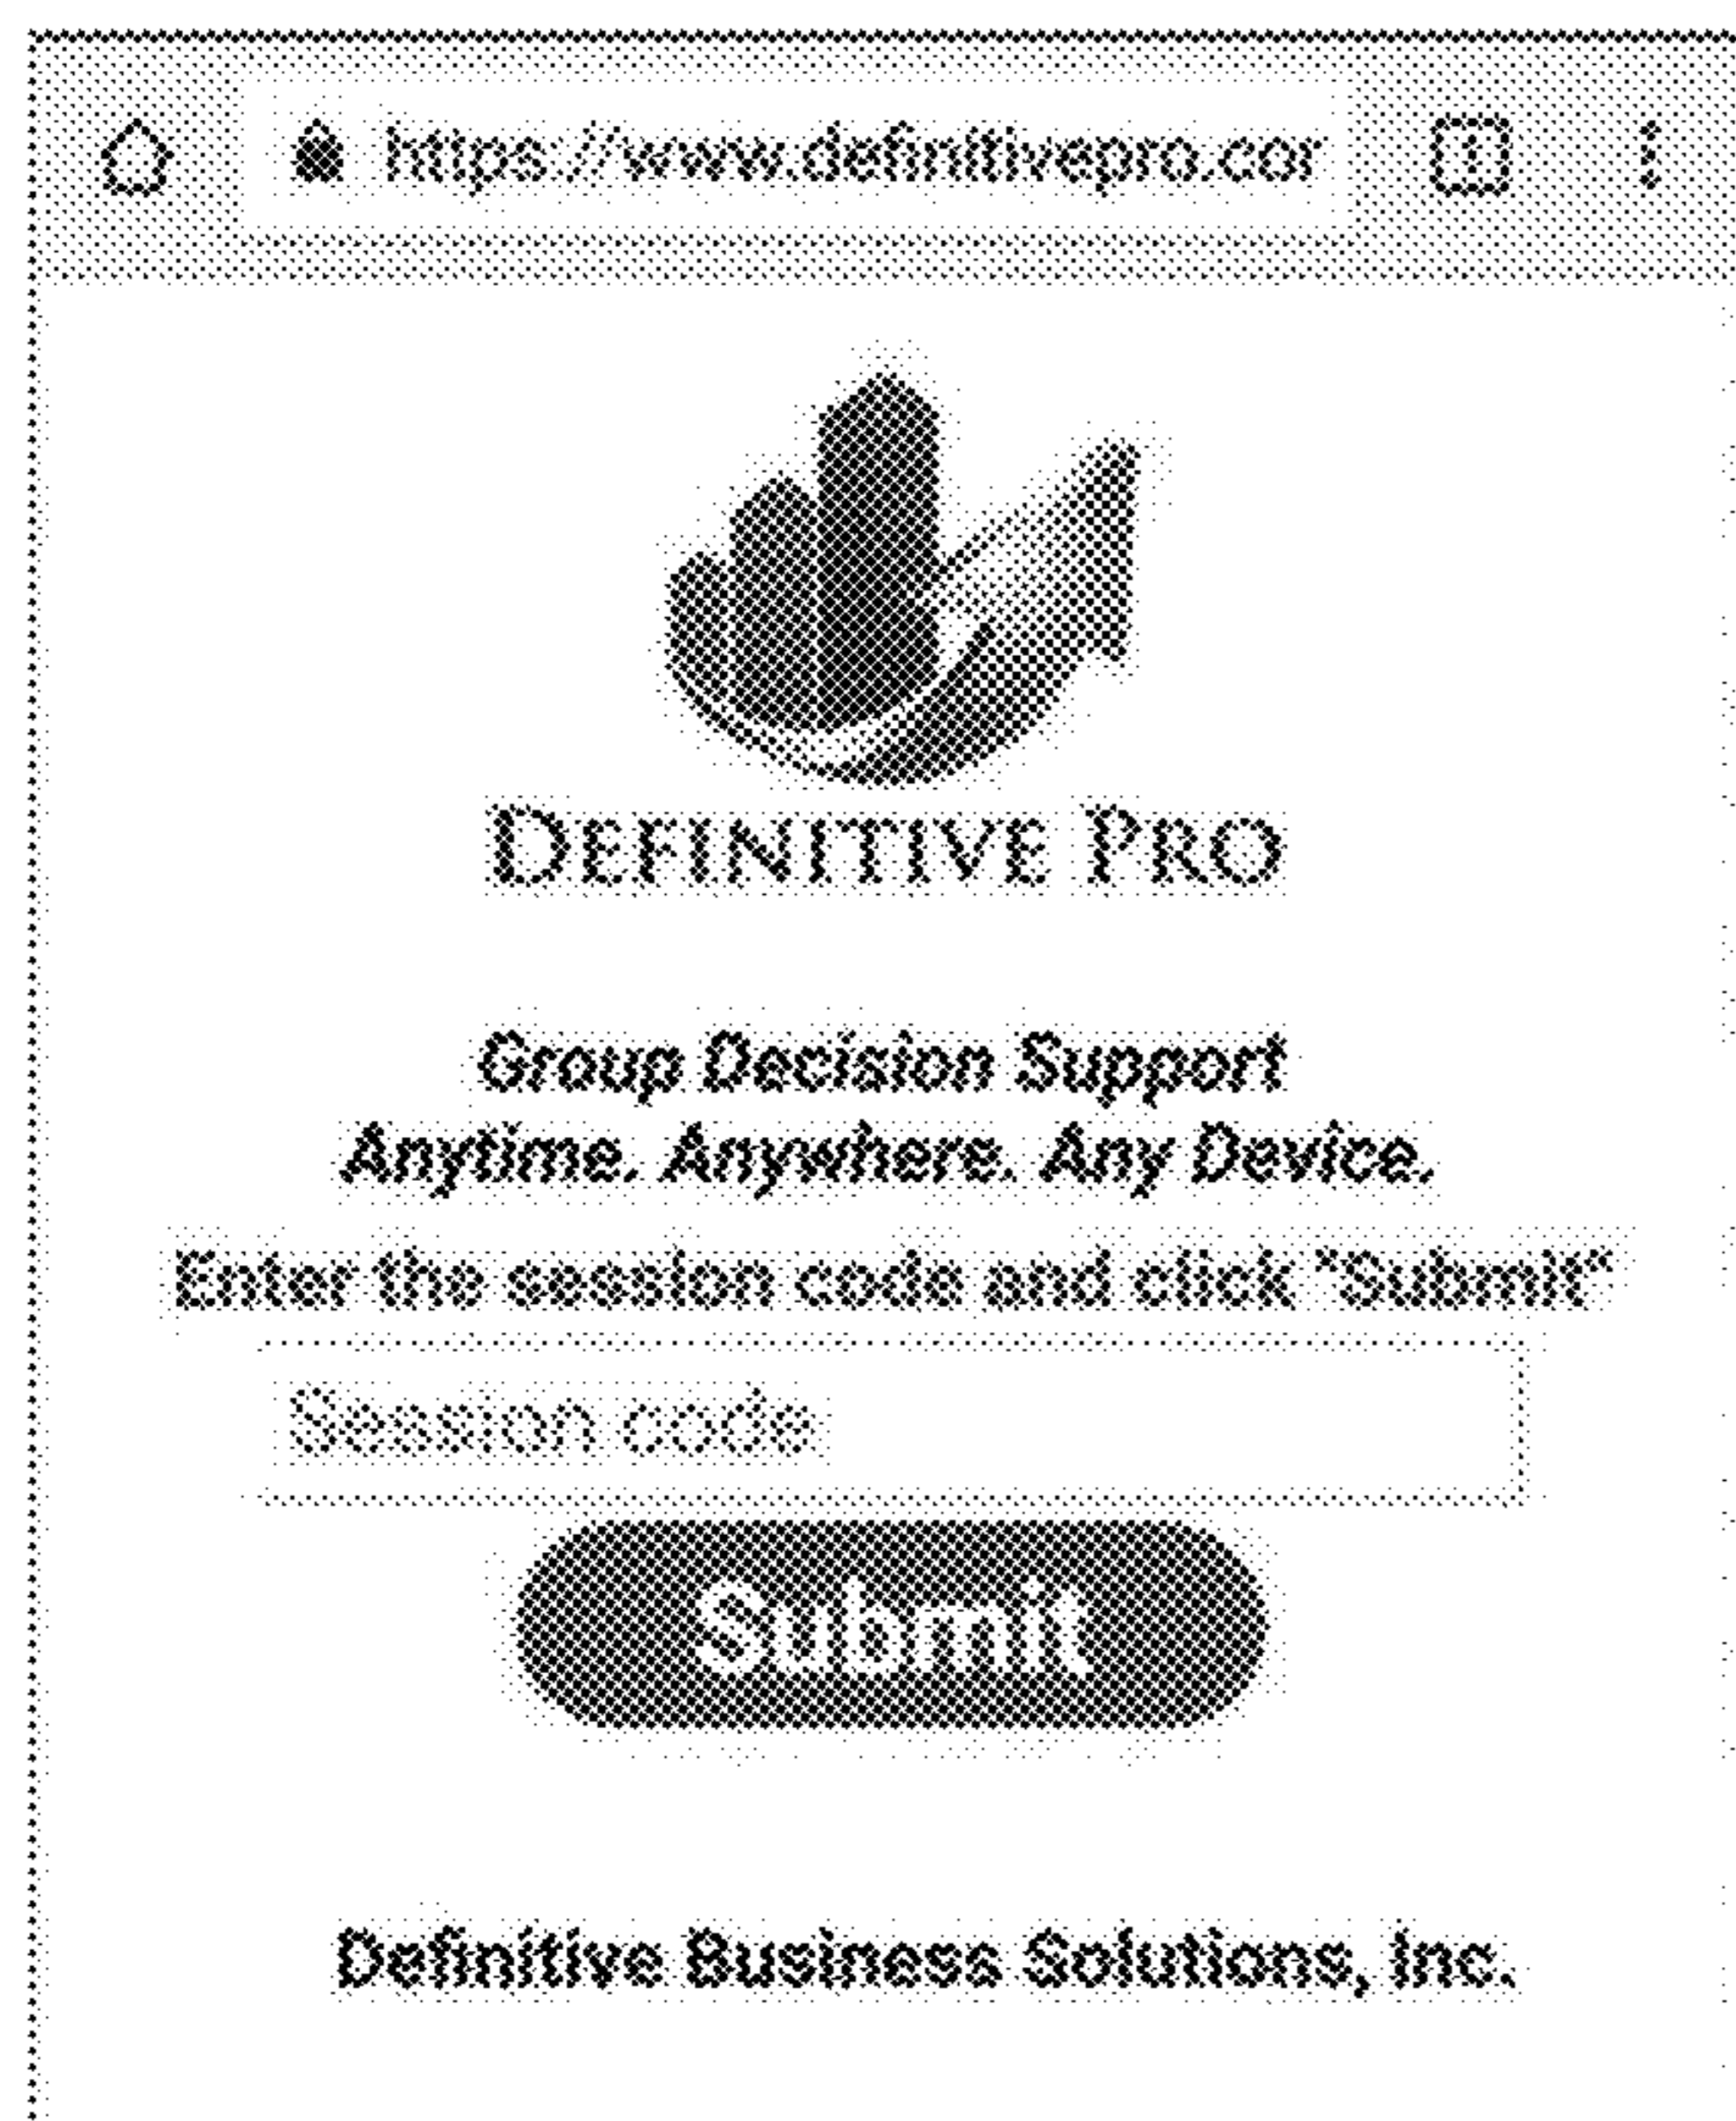 https://www.definitivepro.cor
DEFINITIVE PRO
Group Decision Support
Anytime. Anywhere. Any Device.
Enter the session code and click "Submit"
Session code
Submit
Definitive Business Solutions, Inc.